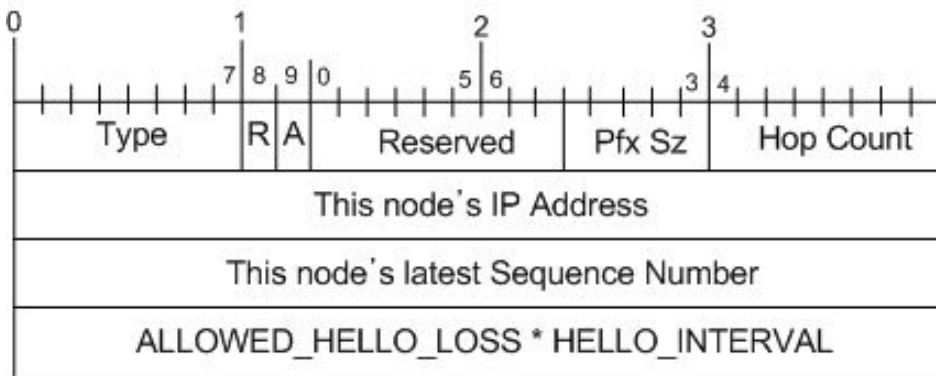 0 1 2 3
7 8 9 0 5 6 3 4
Type R A Reserved Pfx Sz Hop Count
This node's IP Address
This node's latest Sequence Number
ALLOWED_HELLO_LOSS * HELLO_INTERVAL